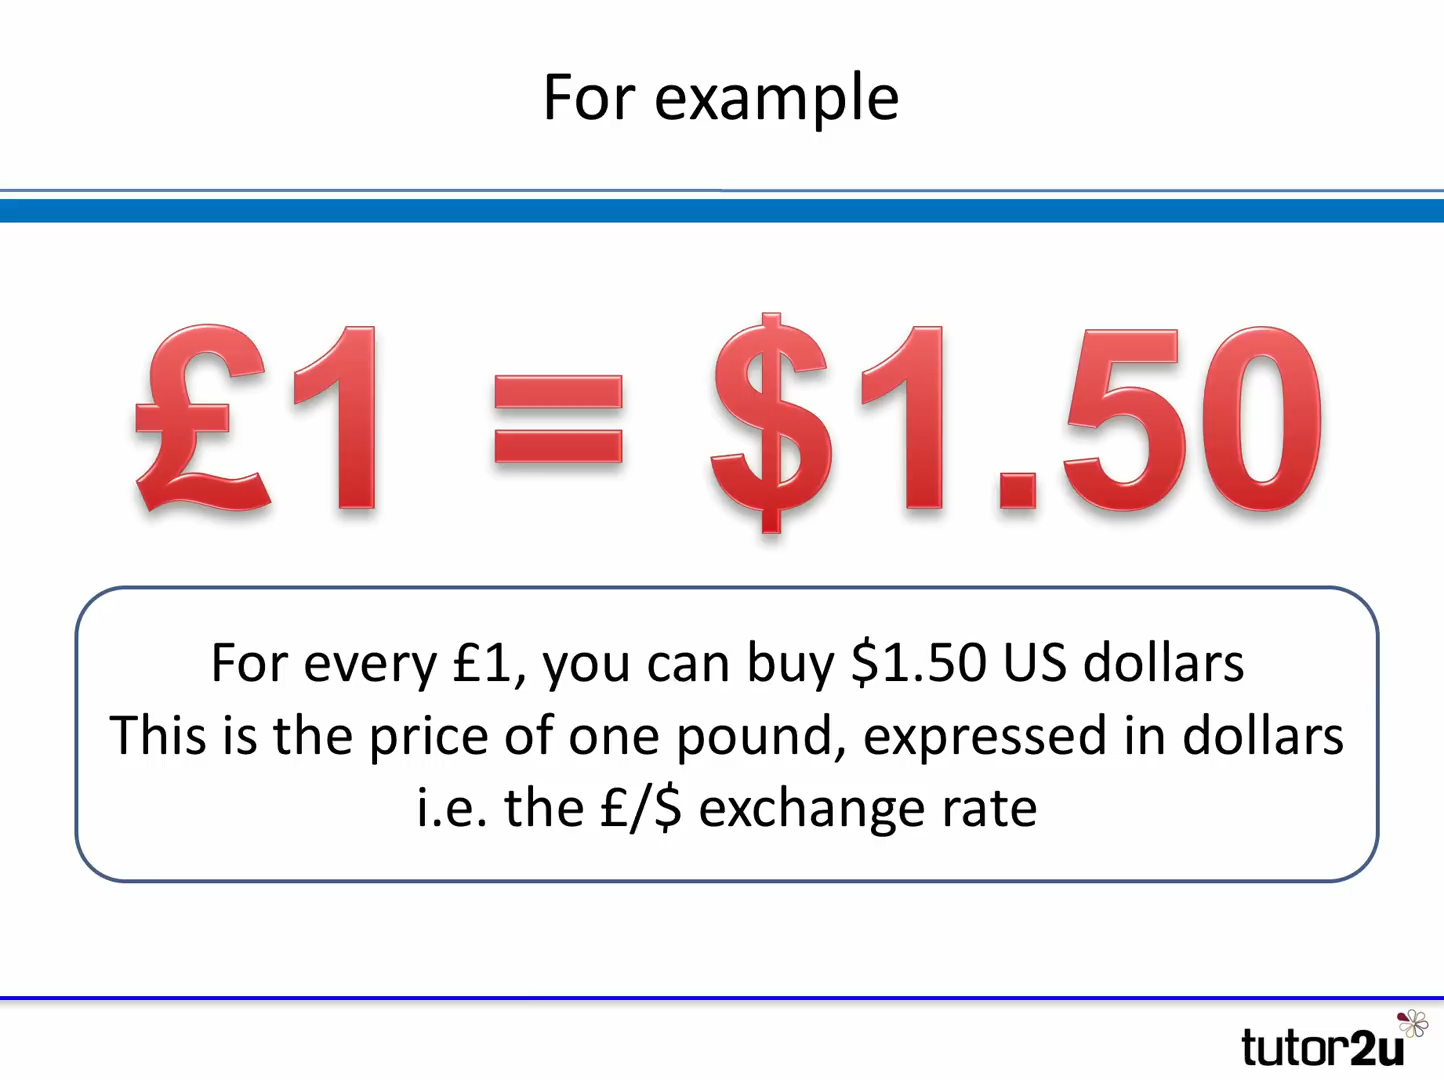 For example
£1 = $1.50
For every £1, you can buy $1.50 US dollars
This is the price of one pound, expressed in dollars
i.e. the £/$ exchange rate
tutor2u